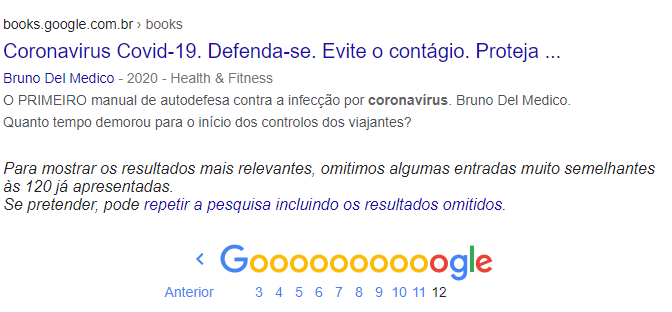 books.google.com.br › books
Coronavirus Covid-19. Defenda-se. Evite o contágio. Proteja ...
Bruno Del Medico - 2020 - Health & Fitness
O PRIMEIRO manual de autodefesa contra a infecção por coronavírus. Bruno Del Medico.
Quanto tempo demorou para o início dos controlos dos viajantes?
Para mostrar os resultados mais relevantes, omitimos algumas entradas muito semelhantes
às 120 já apresentadas.
Se pretender, pode repetir a pesquisa incluindo os resultados omitidos.
< Goooooooooogle
Anterior 3 4 5 6 7 8 9 10 11 12